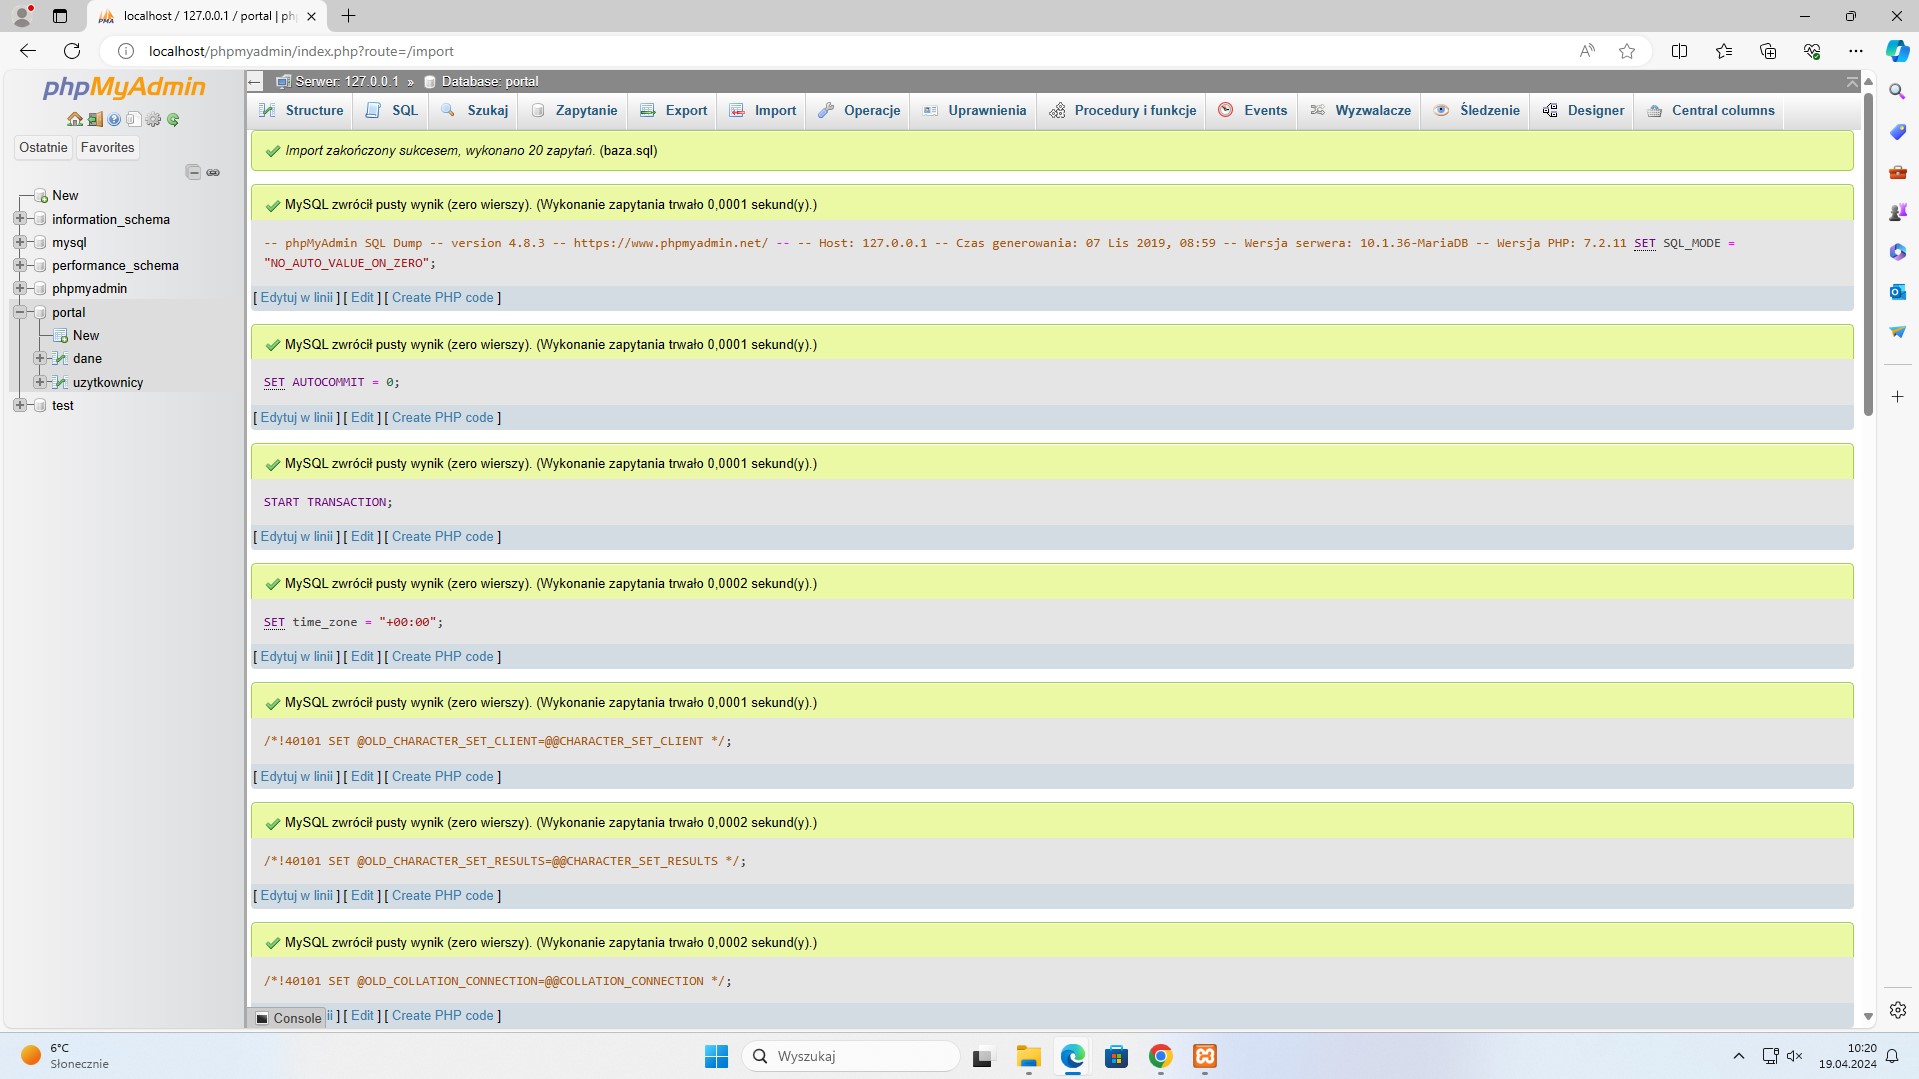 localhost / 127.0.0.1 / portal | ph
localhost/phpmyadmin/index.php?route=/import
phpMyAdmin
Ostatnie Favorites
New
information_schema
mysql
performance_schema
phpmyadmin
portal
New
dane
uzytkownicy
test
Serwer: 127.0.0.1 » Database: portal
Structure SQL Szukaj Zapytanie Export Import Operacje Uprawnienia Procedury i funkcje Events Wyzwalacze Śledzenie Designer Central columns
Import zakończony sukcesem, wykonano 20 zapytań. (baza.sql)
MySQL zwrócił pusty wynik (zero wierszy). (Wykonanie zapytania trwało 0,0001 sekund(y).)
-- phpMyAdmin SQL Dump -- version 4.8.3 -- https://www.phpmyadmin.net/ -- -- Host: 127.0.0.1 -- Czas generowania: 07 Lis 2019, 08:59 -- Wersja serwera: 10.1.36-MariaDB -- Wersja PHP: 7.2.11 SET SQL_MODE =
"NO_AUTO_VALUE_ON_ZERO";
[ Edytuj w linii ] [ Edit ] [ Create PHP code ]
MySQL zwrócił pusty wynik (zero wierszy). (Wykonanie zapytania trwało 0,0001 sekund(y).)
SET AUTOCOMMIT = 0;
[ Edytuj w linii ] [ Edit ] [ Create PHP code ]
MySQL zwrócił pusty wynik (zero wierszy). (Wykonanie zapytania trwało 0,0001 sekund(y).)
START TRANSACTION;
[ Edytuj w linii ] [ Edit ] [ Create PHP code ]
MySQL zwrócił pusty wynik (zero wierszy). (Wykonanie zapytania trwało 0,0002 sekund(y).)
SET time_zone = "+00:00";
[ Edytuj w linii ] [ Edit ] [ Create PHP code ]
MySQL zwrócił pusty wynik (zero wierszy). (Wykonanie zapytania trwało 0,0001 sekund(y).)
/*!40101 SET @OLD_CHARACTER_SET_CLIENT=@@CHARACTER_SET_CLIENT */;
[ Edytuj w linii ] [ Edit ] [ Create PHP code ]
MySQL zwrócił pusty wynik (zero wierszy). (Wykonanie zapytania trwało 0,0002 sekund(y).)
/*!40101 SET @OLD_CHARACTER_SET_RESULTS=@@CHARACTER_SET_RESULTS */;
[ Edytuj w linii ] [ Edit ] [ Create PHP code ]
MySQL zwrócił pusty wynik (zero wierszy). (Wykonanie zapytania trwało 0,0002 sekund(y).)
/*!40101 SET @OLD_COLLATION_CONNECTION=@@COLLATION_CONNECTION */;
Console ii ] [ Edit ] [ Create PHP code ]
6°C
Słonecznie
Wyszukaj
10:20
19.04.2024